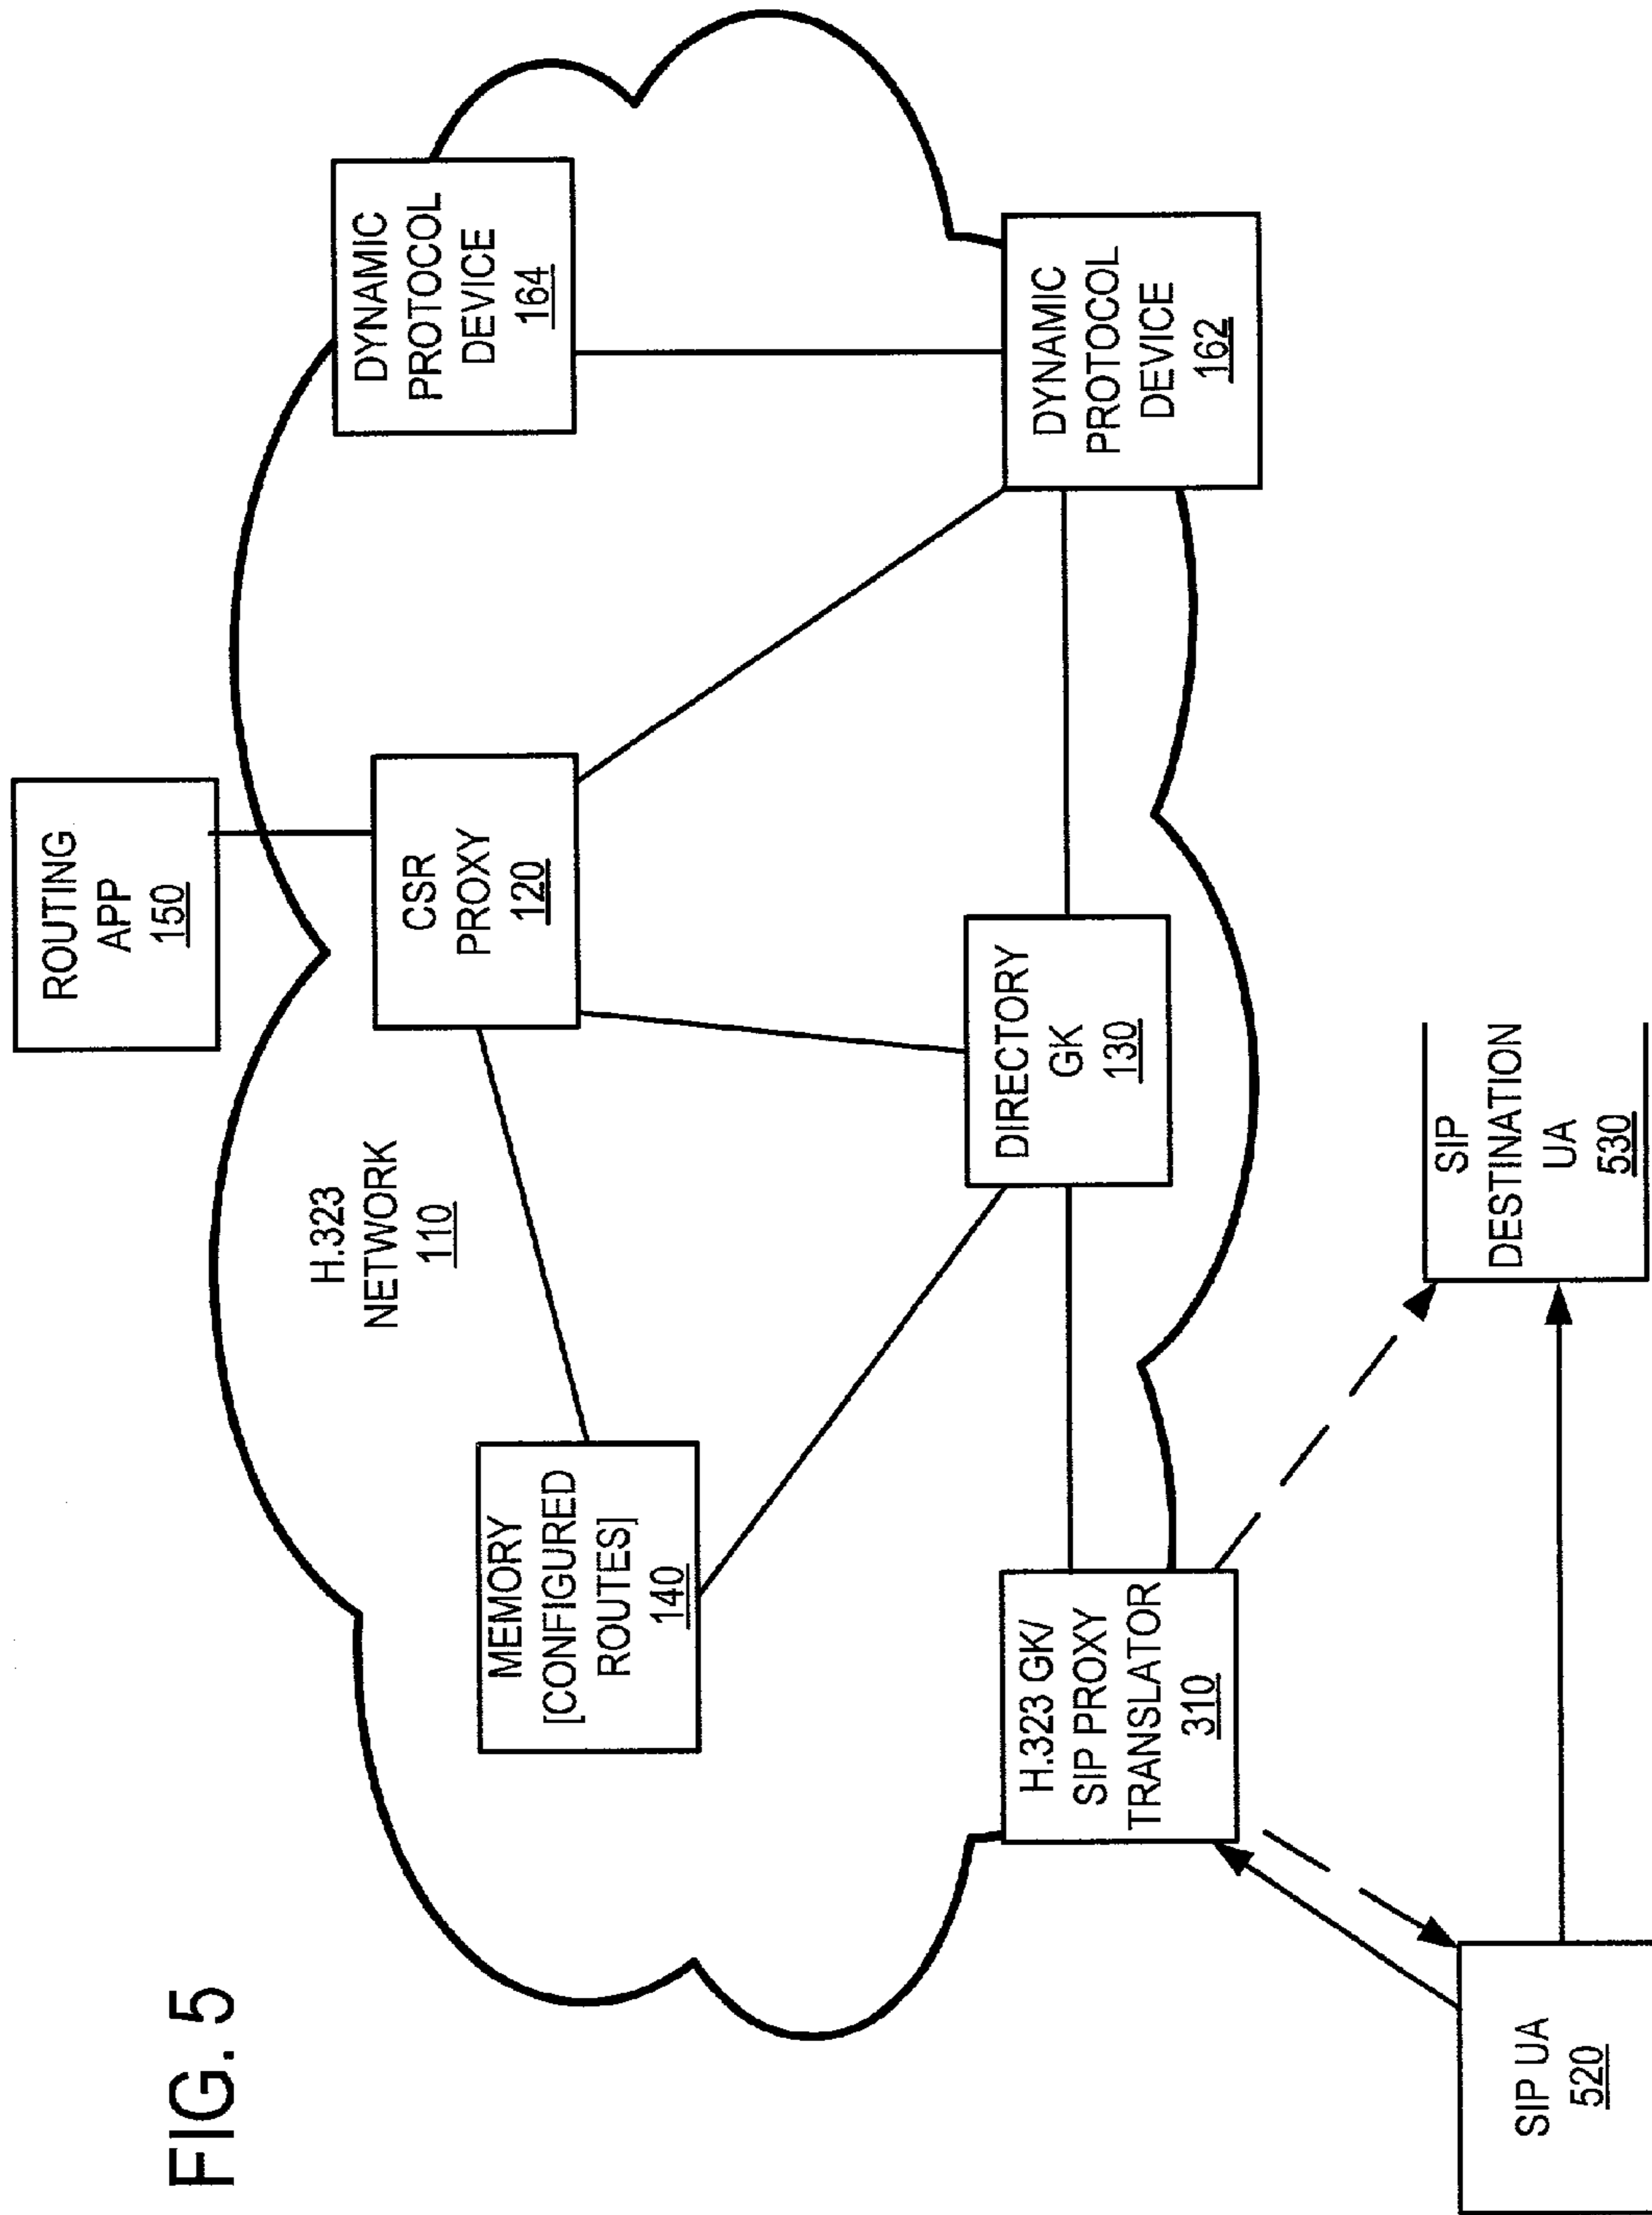 FIG. 5
ROUTING
APP
150
H.323
NETWORK
110
CSR
PROXY
120
DYNAMIC
PROTOCOL
DEVICE
164
MEMORY
[CONFIGURED
ROUTES]
140
H.323 GK/
SIP PROXY
TRANSLATOR
310
DIRECTORY
GK
130
DYNAMIC
PROTOCOL
DEVICE
162
SIP UA
520
SIP
DESTINATION
UA
530